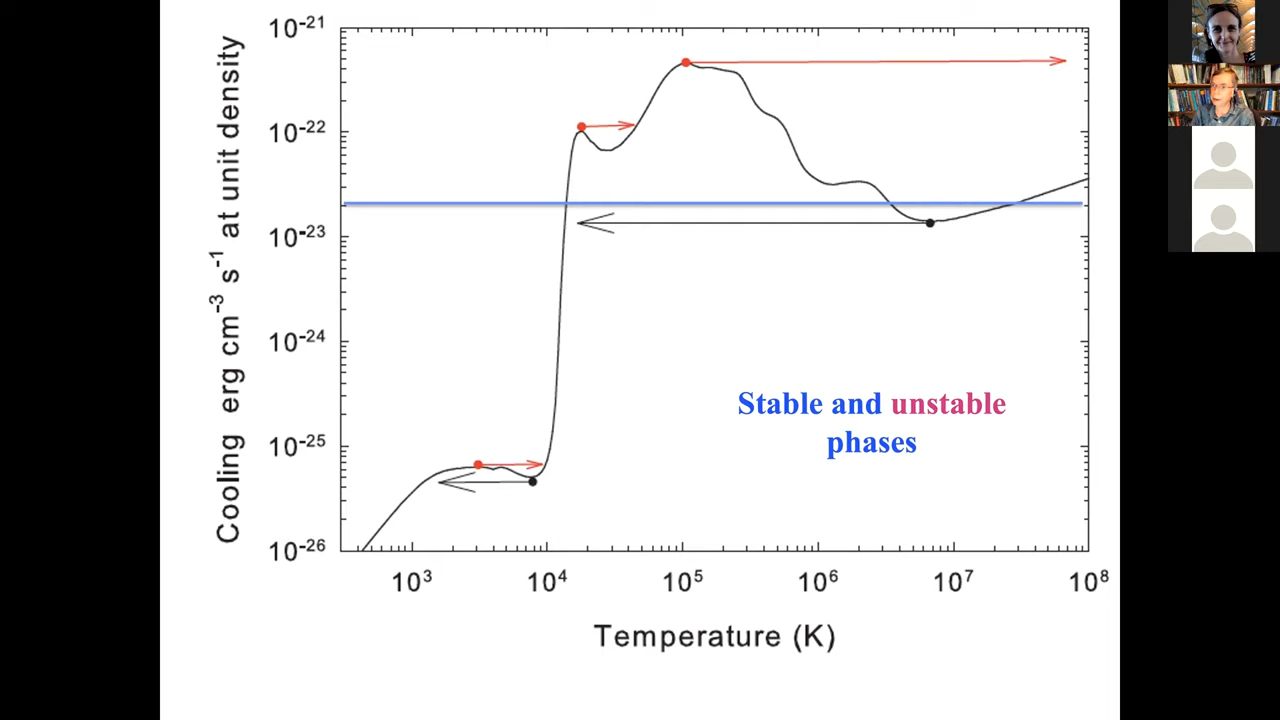 10⁻²¹
10⁻²²
10⁻²³
10⁻²⁴
10⁻²⁵
10⁻²⁶
Cooling erg cm⁻³ s⁻¹ at unit density
Stable and unstable
phases
10³ 10⁴ 10⁵ 10⁶ 10⁷ 10⁸
Temperature (K)